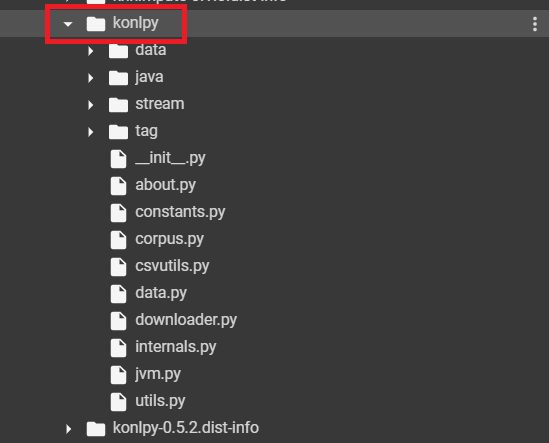 konlpy
data
java
stream
tag
__init__.py
about.py
constants.py
corpus.py
csvutils.py
data.py
downloader.py
internals.py
jvm.py
utils.py
konlpy-0.5.2.dist-info